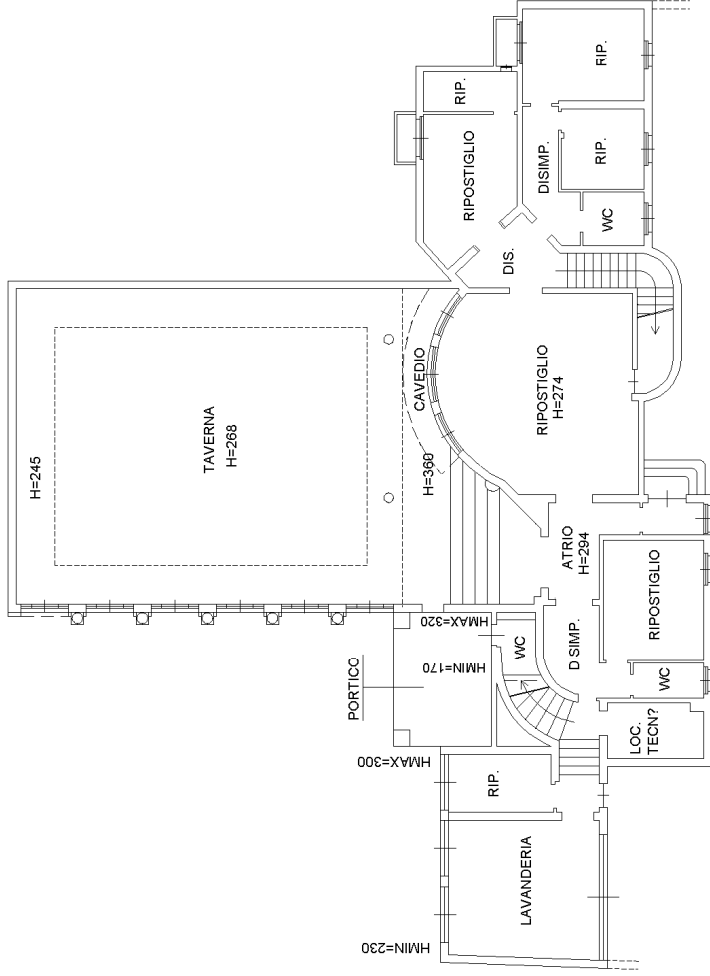 RIP.
RIP.
RIPOSTIGLIO
DISIMP.
RIP.
WC
DIS.
H=245
TAVERNA
H=268
CAVEDIO
H=360
RIPOSTIGLIO
H=274
ATRIO
H=294
RIPOSTIGLIO
DISIMP.
WC
WC
LOC.
TECN?
HMAX=320
HMIN=170
PORTICO
HMAX=300
RIP.
LAVANDERIA
HMIN=230